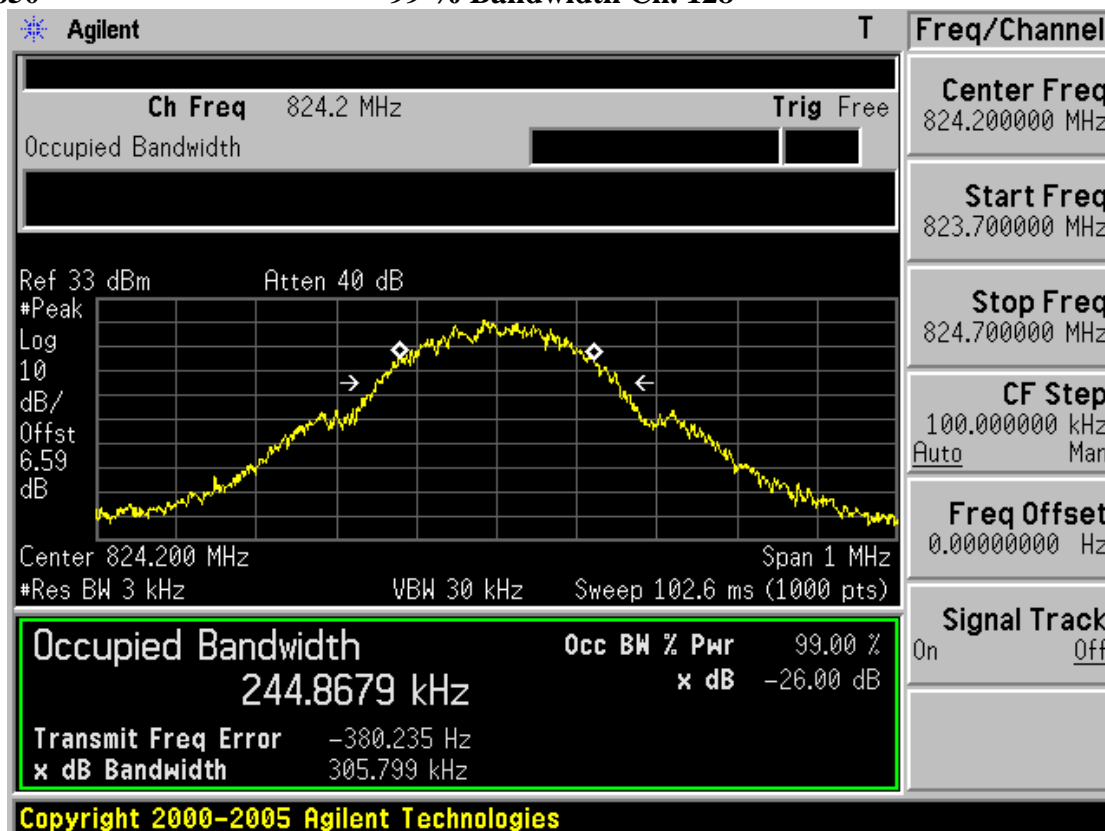 99 % Bandwidth Ch. 128
Agilent T
Ch Freq 824.2 MHz Trig Free
Occupied Bandwidth
Ref 33 dBm Atten 40 dB
#Peak
Log
10
dB/
Offst
6.59
dB
Center 824.200 MHz Span 1 MHz
#Res BW 3 kHz VBW 30 kHz Sweep 102.6 ms (1000 pts)
Occupied Bandwidth
244.8679 kHz
Occ BW % Pwr 99.00 %
x dB -26.00 dB
Transmit Freq Error -380.235 Hz
x dB Bandwidth 305.799 kHz
Copyright 2000-2005 Agilent Technologies
Freq/Channel
Center Freq
824.200000 MHz
Start Freq
823.700000 MHz
Stop Freq
824.700000 MHz
CF Step
100.000000 kHz
Auto Man
Freq Offset
0.00000000 Hz
Signal Track
On Off